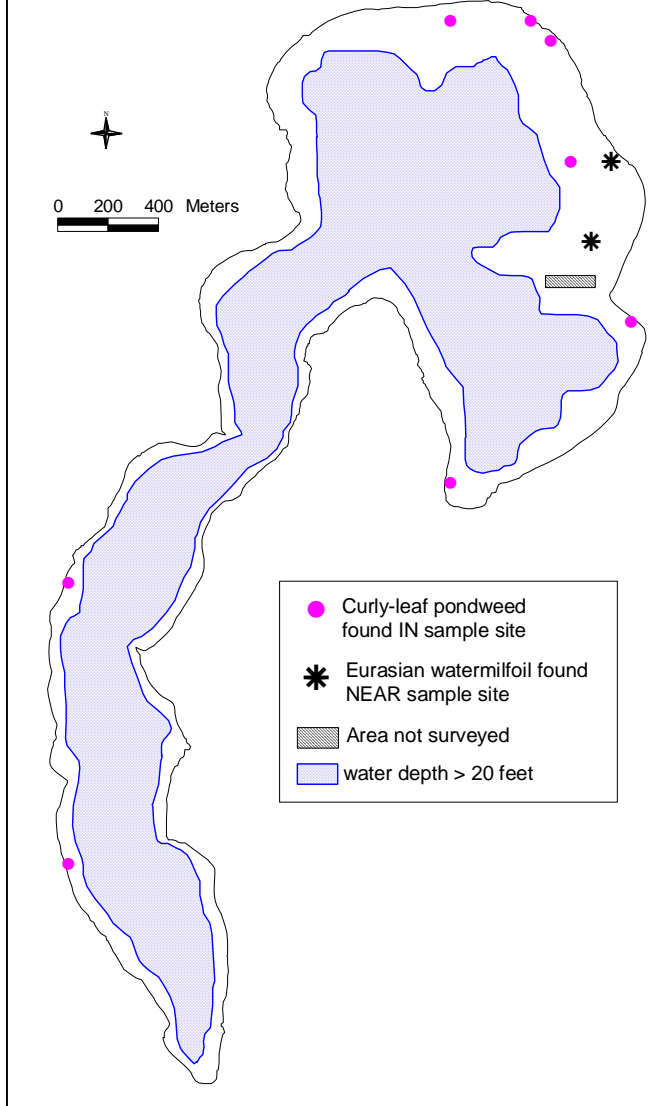 N
0 200 400 Meters
Curly-leaf pondweed
found IN sample site
Eurasian watermilfoil found
NEAR sample site
Area not surveyed
water depth > 20 feet